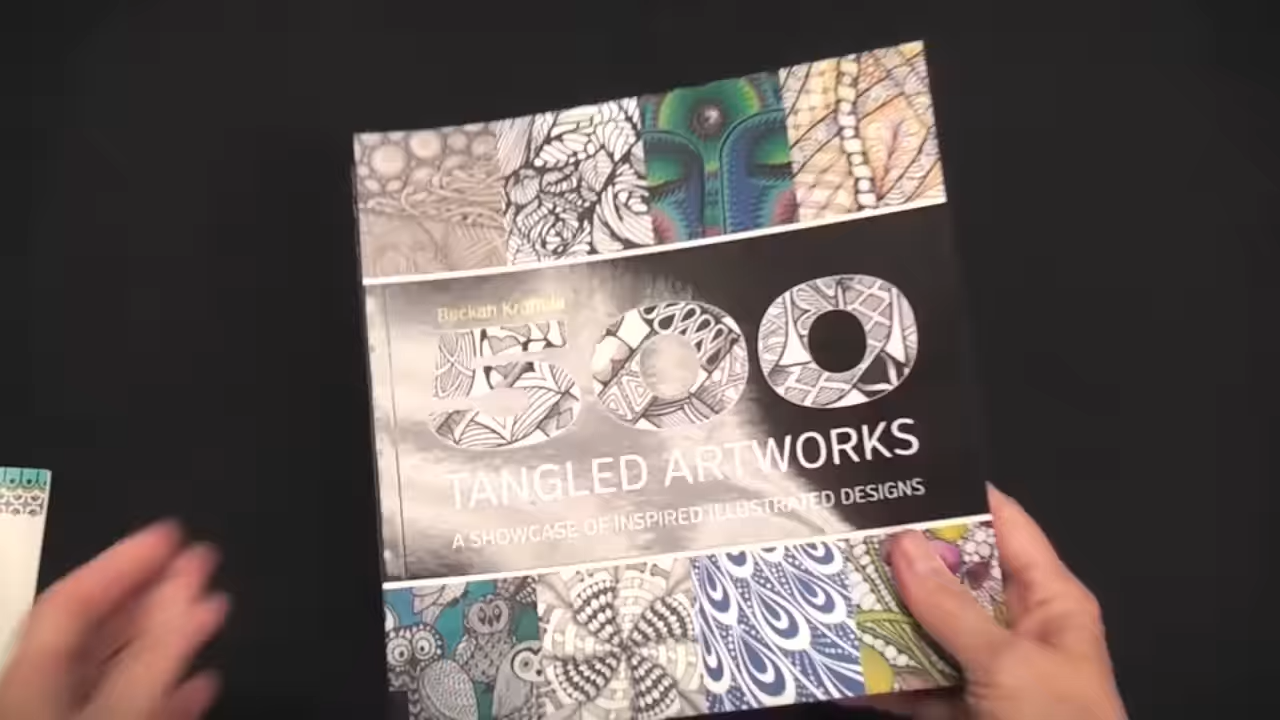 Beckah Krahula
500
TANGLED ARTWORKS
A SHOWCASE OF INSPIRED ILLUSTRATED DESIGNS